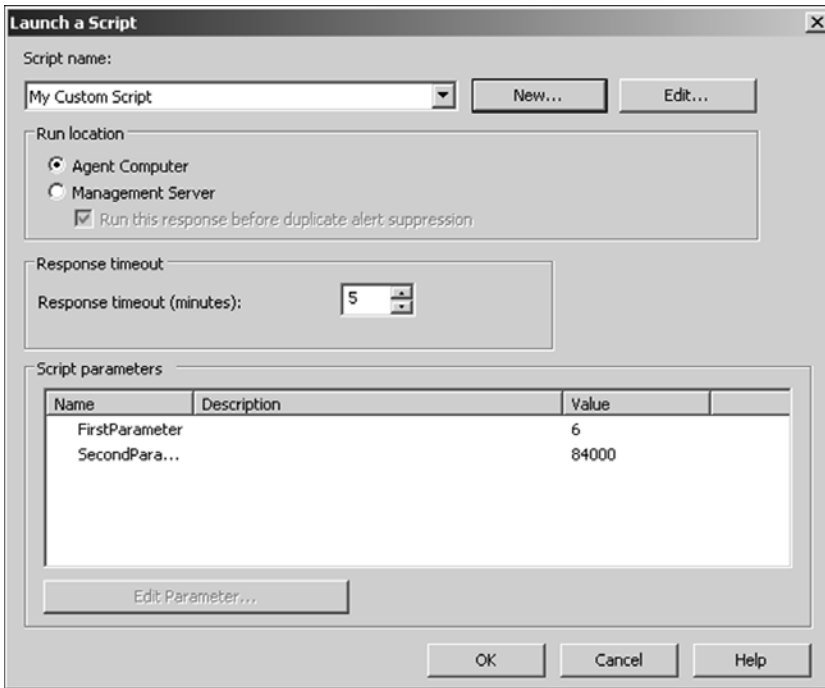 Launch a Script
Script name:
My Custom Script
New...
Edit...
Run location
Agent Computer
Management Server
Run this response before duplicate alert suppression
Response timeout
Response timeout (minutes):
5
Script parameters
Name Description Value
FirstParameter 6
SecondPara... 84000
Edit Parameter...
OK Cancel Help